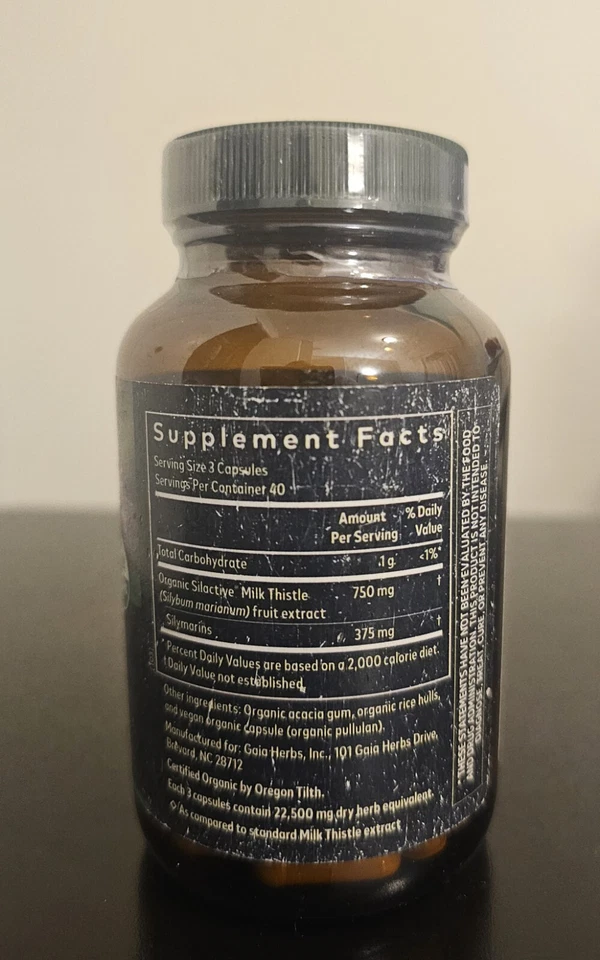 Supplement Facts
Serving Size 3 Capsules
Servings Per Container 40
Amount Per Serving % Daily Value
Total Carbohydrate 1 g <1%*
Organic Silactive Milk Thistle 750 mg †
(Silybum marianum) fruit extract
Silymarins 375 mg †
* Percent Daily Values are based on a 2,000 calorie diet.
† Daily Value not established.
Other ingredients: Organic acacia gum, organic rice hulls,
and vegan organic capsule (organic pullulan).
Manufactured for: Gaia Herbs, Inc., 101 Gaia Herbs Drive,
Brevard, NC 28712
Certified Organic by Oregon Tilth.
Each 3 capsules contain 22,500 mg dry herb equivalent.
◊ As compared to standard Milk Thistle extract
*THESE STATEMENTS HAVE NOT BEEN EVALUATED BY THE FOOD
AND DRUG ADMINISTRATION. THIS PRODUCT IS NOT INTENDED TO
DIAGNOSE, TREAT, CURE, OR PREVENT ANY DISEASE.